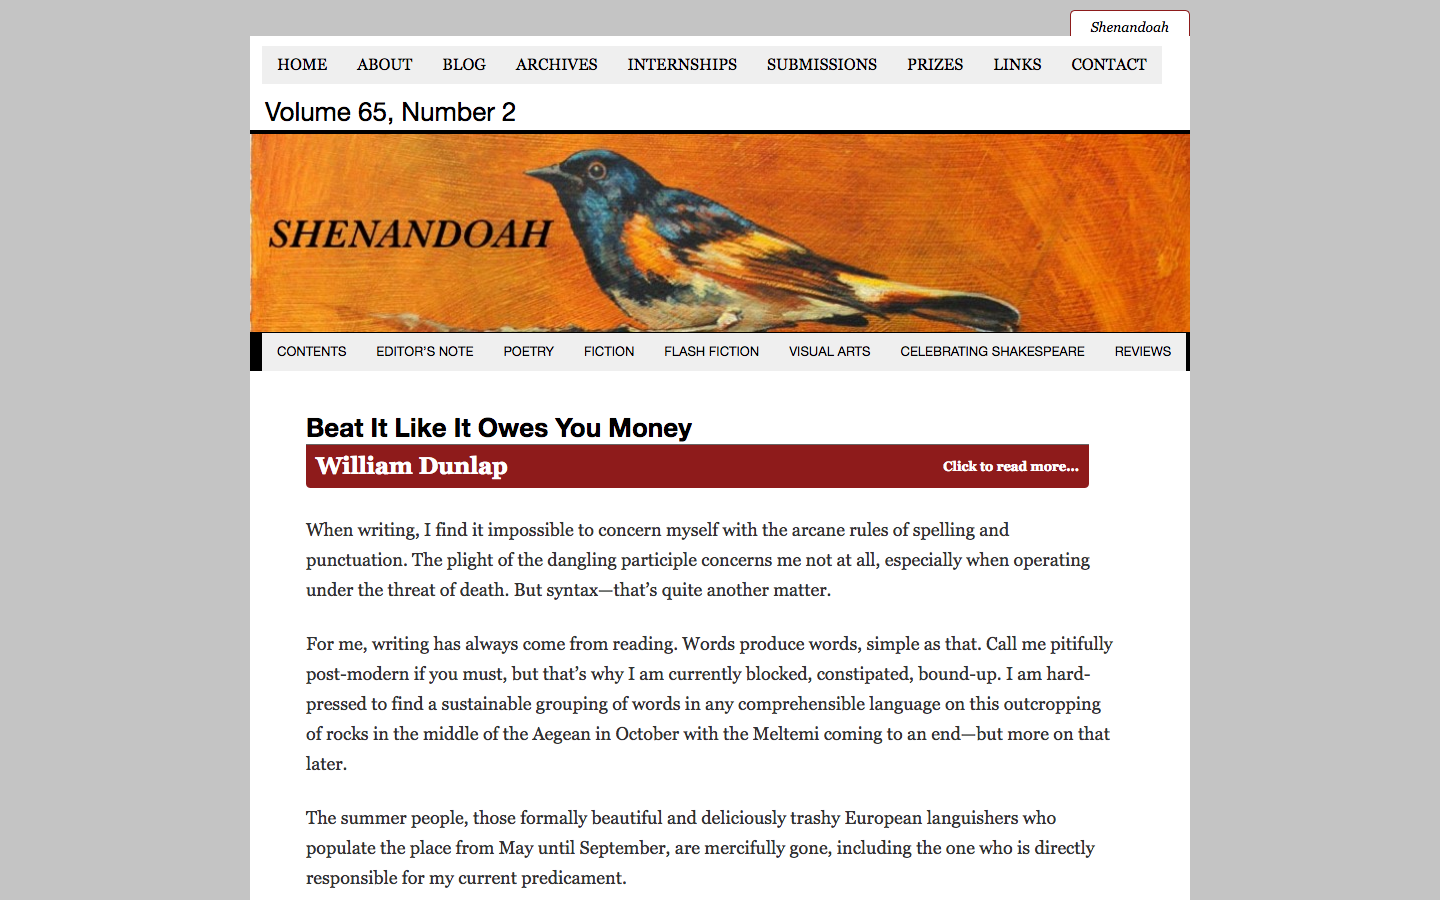 Shenandoah
HOME ABOUT BLOG ARCHIVES INTERNSHIPS SUBMISSIONS PRIZES LINKS CONTACT
Volume 65, Number 2
SHENANDOAH
CONTENTS EDITOR’S NOTE POETRY FICTION FLASH FICTION VISUAL ARTS CELEBRATING SHAKESPEARE REVIEWS
Beat It Like It Owes You Money
William Dunlap Click to read more...
When writing, I find it impossible to concern myself with the arcane rules of spelling and
punctuation. The plight of the dangling participle concerns me not at all, especially when operating
under the threat of death. But syntax—that’s quite another matter.
For me, writing has always come from reading. Words produce words, simple as that. Call me pitifully
post-modern if you must, but that’s why I am currently blocked, constipated, bound-up. I am hard-
pressed to find a sustainable grouping of words in any comprehensible language on this outcropping
of rocks in the middle of the Aegean in October with the Meltemi coming to an end—but more on that
later.
The summer people, those formally beautiful and deliciously trashy European languishers who
populate the place from May until September, are mercifully gone, including the one who is directly
responsible for my current predicament.